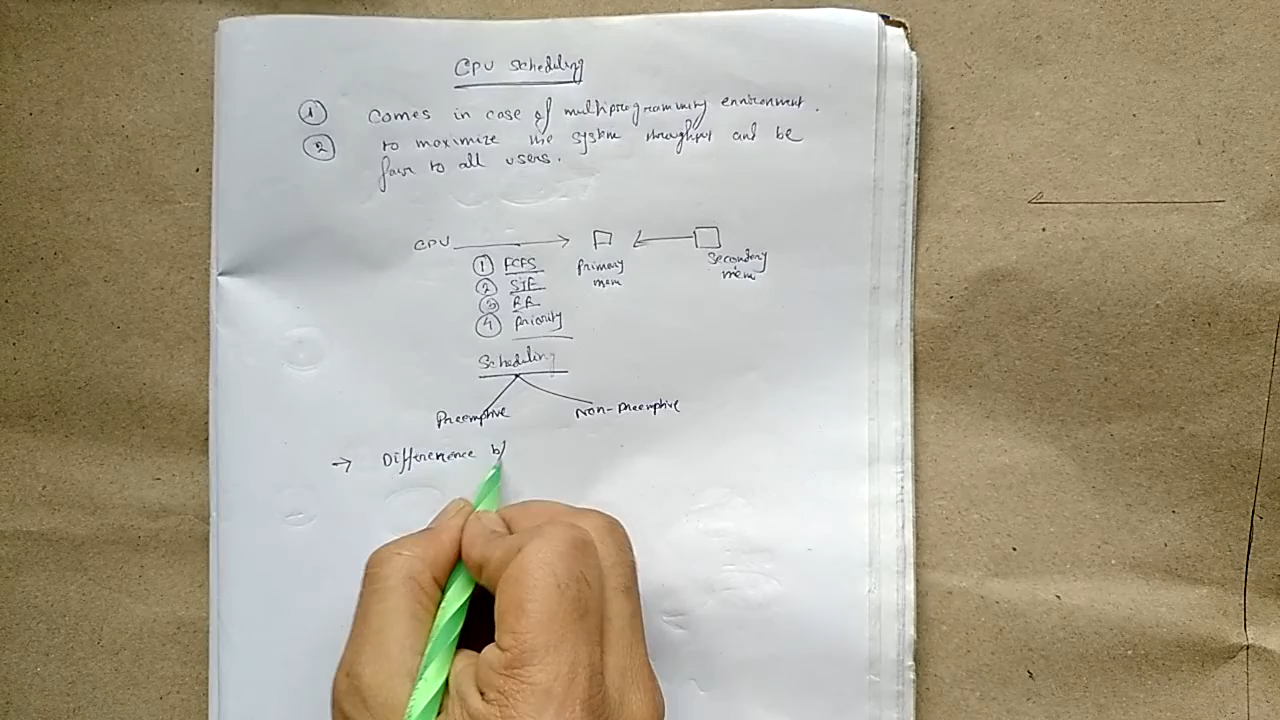 CPU Scheduling
1 Comes in case of multiprogramming environment.
2 to maximize the system throughput and be
fair to all users.
CPU
Primary
mem
Secondary
mem
1 FCFS
2 SJF
3 RR
4 Priority
Scheduling
Preemptive
Non-Preemptive
→ Difference b/